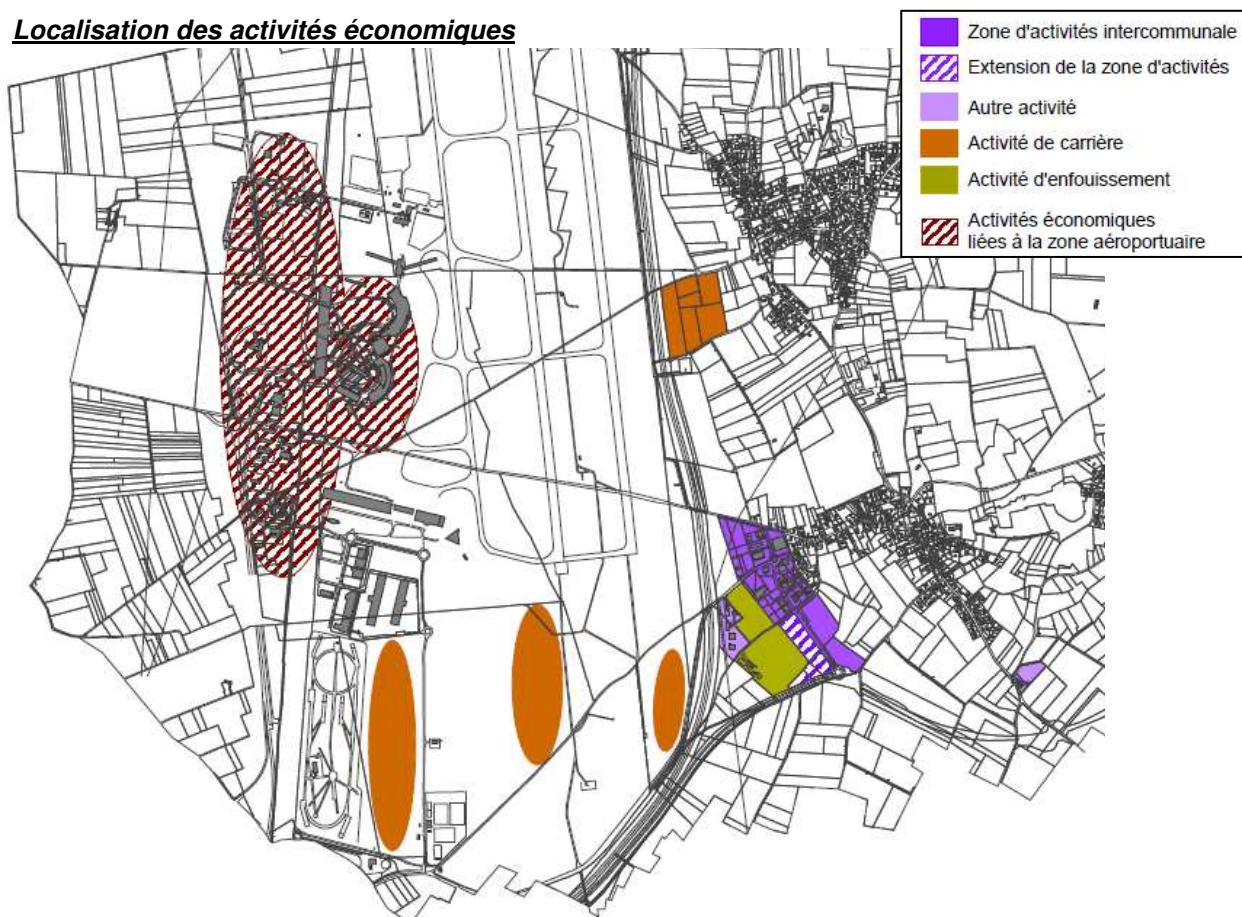 Localisation des activités économiques
Zone d'activités intercommunale
Extension de la zone d'activités
Autre activité
Activité de carrière
Activité d'enfouissement
Activités économiques
liées à la zone aéroportuaire